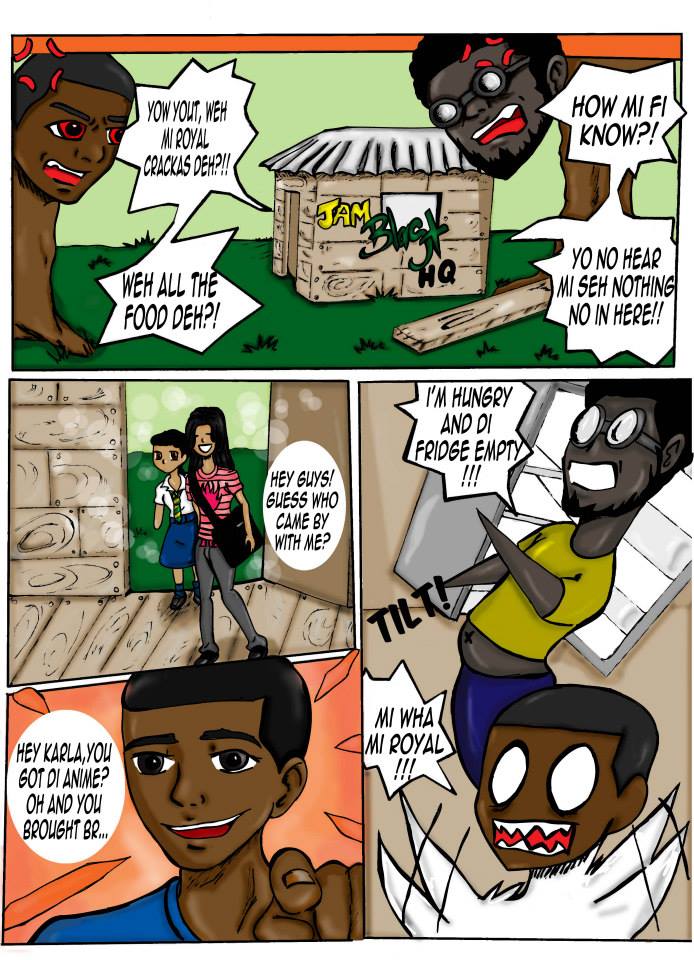 YOW YOUT, WEH
MI ROYAL
CRACKAS DEH?!!
WEH ALL THE
FOOD DEH?!
HOW MI FI
KNOW?!
YO NO HEAR
MI SEH NOTHING
NO IN HERE!!
JAM
Blast
HQ
HEY GUYS!
GUESS WHO
CAME BY
WITH ME?
I'M HUNGRY
AND DI
FRIDGE EMPTY
!!!
TILT!
MI WHA
MI ROYAL
!!!
HEY KARLA,YOU
GOT DI ANIME?
OH AND YOU
BROUGHT BR...